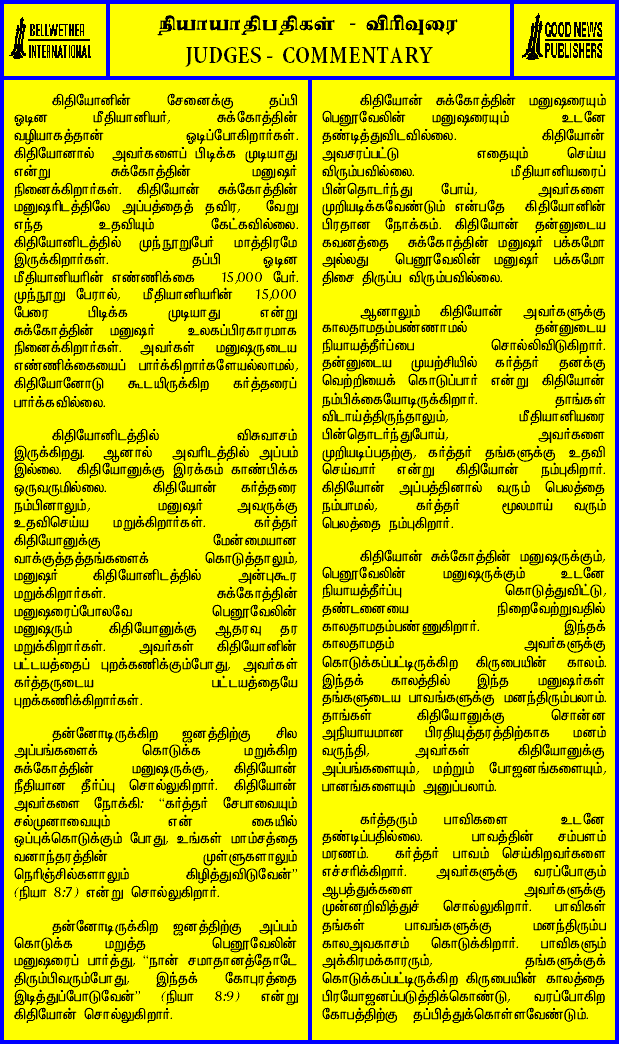 BELLWETHER
INTERNATIONAL
நியாயாதிபதிகள் - விரிவுரை
JUDGES - COMMENTARY
GOOD NEWS
PUBLISHERS
கிதியோனின் சேனைக்கு தப்பி
ஓடின மீதியானியர், சுக்கோத்தின்
வழியாகத்தான் ஓடிப்போகிறார்கள்.
கிதியோனால் அவர்களைப் பிடிக்க முடியாது
என்று சுக்கோத்தின் மனுஷர்
நினைக்கிறார்கள். கிதியோன் சுக்கோத்தின்
மனுஷரிடத்திலே அப்பத்தைத் தவிர, வேறு
எந்த உதவியும் கேட்கவில்லை.
கிதியோனிடத்தில் முந்நூறுபேர் மாத்திரமே
இருக்கிறார்கள். தப்பி ஓடின
மீதியானியரின் எண்ணிக்கை 15,000 பேர்.
முந்நூறு பேரால், மீதியானியரின் 15,000
பேரை பிடிக்க முடியாது என்று
சுக்கோத்தின் மனுஷர் உலகப்பிரகாரமாக
நினைக்கிறார்கள். அவர்கள் மனுஷருடைய
எண்ணிக்கையைப் பார்க்கிறார்களேயல்லாமல்,
கிதியோனோடு கூடயிருக்கிற கர்த்தரைப்
பார்க்கவில்லை.
கிதியோனிடத்தில் விசுவாசம்
இருக்கிறது. ஆனால் அவரிடத்தில் அப்பம்
இல்லை. கிதியோனுக்கு இரக்கம் காண்பிக்க
ஒருவருமில்லை. கிதியோன் கர்த்தரை
நம்பினாலும், மனுஷர் அவருக்கு
உதவிசெய்ய மறுக்கிறார்கள். கர்த்தர்
கிதியோனுக்கு மேன்மையான
வாக்குத்தத்தங்களைக் கொடுத்தாலும்,
மனுஷர் கிதியோனிடத்தில் அன்புகூர
மறுக்கிறார்கள். சுக்கோத்தின்
மனுஷரைப்போலவே பெனூவேலின்
மனுஷரும் கிதியோனுக்கு ஆதரவு தர
மறுக்கிறார்கள். அவர்கள் கிதியோனின்
பட்டயத்தைப் புறக்கணிக்கும்போது, அவர்கள்
கர்த்தருடைய பட்டயத்தையே
புறக்கணிக்கிறார்கள்.
தன்னோடிருக்கிற ஜனத்திற்கு சில
அப்பங்களைக் கொடுக்க மறுக்கிற
சுக்கோத்தின் மனுஷருக்கு, கிதியோன்
நீதியான தீர்ப்பு சொல்லுகிறார். கிதியோன்
அவர்களை நோக்கி: "கர்த்தர் சேபாவையும்
சல்முனாவையும் என் கையில்
ஒப்புக்கொடுக்கும் போது, உங்கள் மாம்சத்தை
வனாந்தரத்தின் முள்ளுகளாலும்
நெரிஞ்சில்களாலும் கிழித்துவிடுவேன்"
(நியா 8:7) என்று சொல்லுகிறார்.
தன்னோடிருக்கிற ஜனத்திற்கு அப்பம்
கொடுக்க மறுத்த பெனூவேலின்
மனுஷரைப் பார்த்து, "நான் சமாதானத்தோடே
திரும்பிவரும்போது, இந்தக் கோபுரத்தை
இடித்துப்போடுவேன்" (நியா 8:9) என்று
கிதியோன் சொல்லுகிறார்.
கிதியோன் சுக்கோத்தின் மனுஷரையும்
பெனூவேலின் மனுஷரையும் உடனே
தண்டித்துவிடவில்லை. கிதியோன்
அவசரப்பட்டு எதையும் செய்ய
விரும்பவில்லை. மீதியானியரைப்
பின்தொடர்ந்து போய், அவர்களை
முறியடிக்கவேண்டும் என்பதே கிதியோனின்
பிரதான நோக்கம். கிதியோன் தன்னுடைய
கவனத்தை சுக்கோத்தின் மனுஷர் பக்கமோ
அல்லது பெனூவேலின் மனுஷர் பக்கமோ
திசை திருப்ப விரும்பவில்லை.
ஆனாலும் கிதியோன் அவர்களுக்கு
காலதாமதம்பண்ணாமல் தன்னுடைய
நியாயத்தீர்ப்பை சொல்லிவிடுகிறார்.
தன்னுடைய முயற்சியில் கர்த்தர் தனக்கு
வெற்றியைக் கொடுப்பார் என்று கிதியோன்
நம்பிக்கையோடிருக்கிறார். தாங்கள்
விடாய்த்திருந்தாலும், மீதியானியரை
பின்தொடர்ந்துபோய், அவர்களை
முறியடிப்பதற்கு, கர்த்தர் தங்களுக்கு உதவி
செய்வார் என்று கிதியோன் நம்புகிறார்.
கிதியோன் அப்பத்தினால் வரும் பெலத்தை
நம்பாமல், கர்த்தர் மூலமாய் வரும்
பெலத்தை நம்புகிறார்.
கிதியோன் சுக்கோத்தின் மனுஷருக்கும்,
பெனூவேலின் மனுஷருக்கும் உடனே
நியாயத்தீர்ப்பு கொடுத்துவிட்டு,
தண்டனையை நிறைவேற்றுவதில்
காலதாமதம்பண்ணுகிறார். இந்தக்
காலதாமதம் அவர்களுக்கு
கொடுக்கப்பட்டிருக்கிற கிருபையின் காலம்.
இந்தக் காலத்தில் இந்த மனுஷர்கள்
தங்களுடைய பாவங்களுக்கு மனந்திரும்பலாம்.
தாங்கள் கிதியோனுக்கு சொன்ன
அநியாயமான பிரதியுத்தரத்திற்காக மனம்
வருந்தி, அவர்கள் கிதியோனுக்கு
அப்பங்களையும், மற்றும் போஜனங்களையும்,
பானங்களையும் அனுப்பலாம்.
கர்த்தரும் பாவிகளை உடனே
தண்டிப்பதில்லை. பாவத்தின் சம்பளம்
மரணம். கர்த்தர் பாவம் செய்கிறவர்களை
எச்சரிக்கிறார். அவர்களுக்கு வரப்போகும்
ஆபத்துக்களை அவர்களுக்கு
முன்னறிவித்துச் சொல்லுகிறார். பாவிகள்
தங்கள் பாவங்களுக்கு மனந்திரும்ப
காலஅவகாசம் கொடுக்கிறார். பாவிகளும்
அக்கிரமக்காரரும், தங்களுக்குக்
கொடுக்கப்பட்டிருக்கிற கிருபையின் காலத்தை
பிரயோஜனப்படுத்திக்கொண்டு, வரப்போகிற
கோபத்திற்கு தப்பித்துக்கொள்ளவேண்டும்.